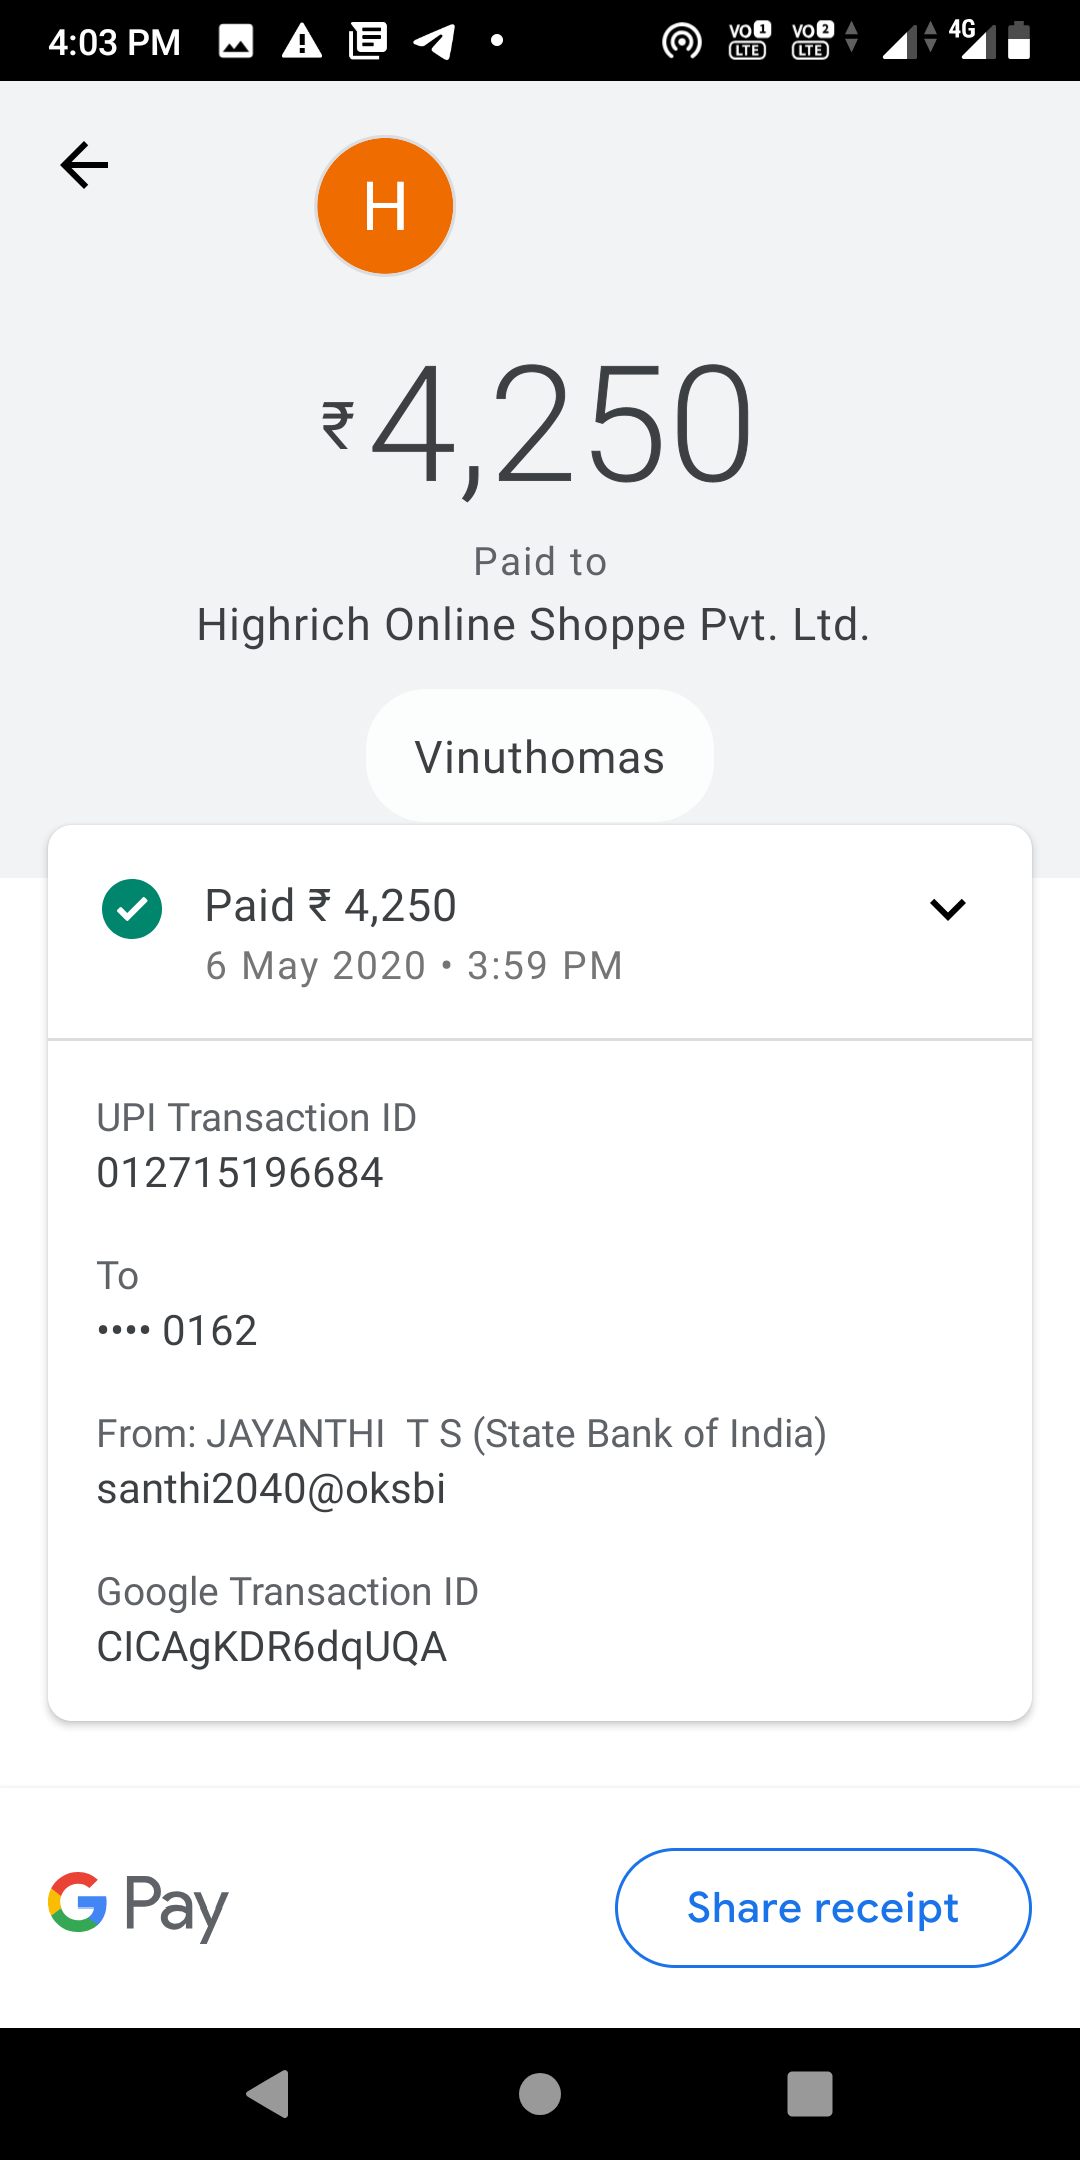 4:03 PM VO 1 LTE VO 2 LTE 4G
H
₹4,250
Paid to
Highrich Online Shoppe Pvt. Ltd.
Vinuthomas
Paid ₹ 4,250
6 May 2020 • 3:59 PM
UPI Transaction ID
012715196684
To
•••• 0162
From: JAYANTHI  T S (State Bank of India)
santhi2040@oksbi
Google Transaction ID
CICAgKDR6dqUQA
G Pay
Share receipt